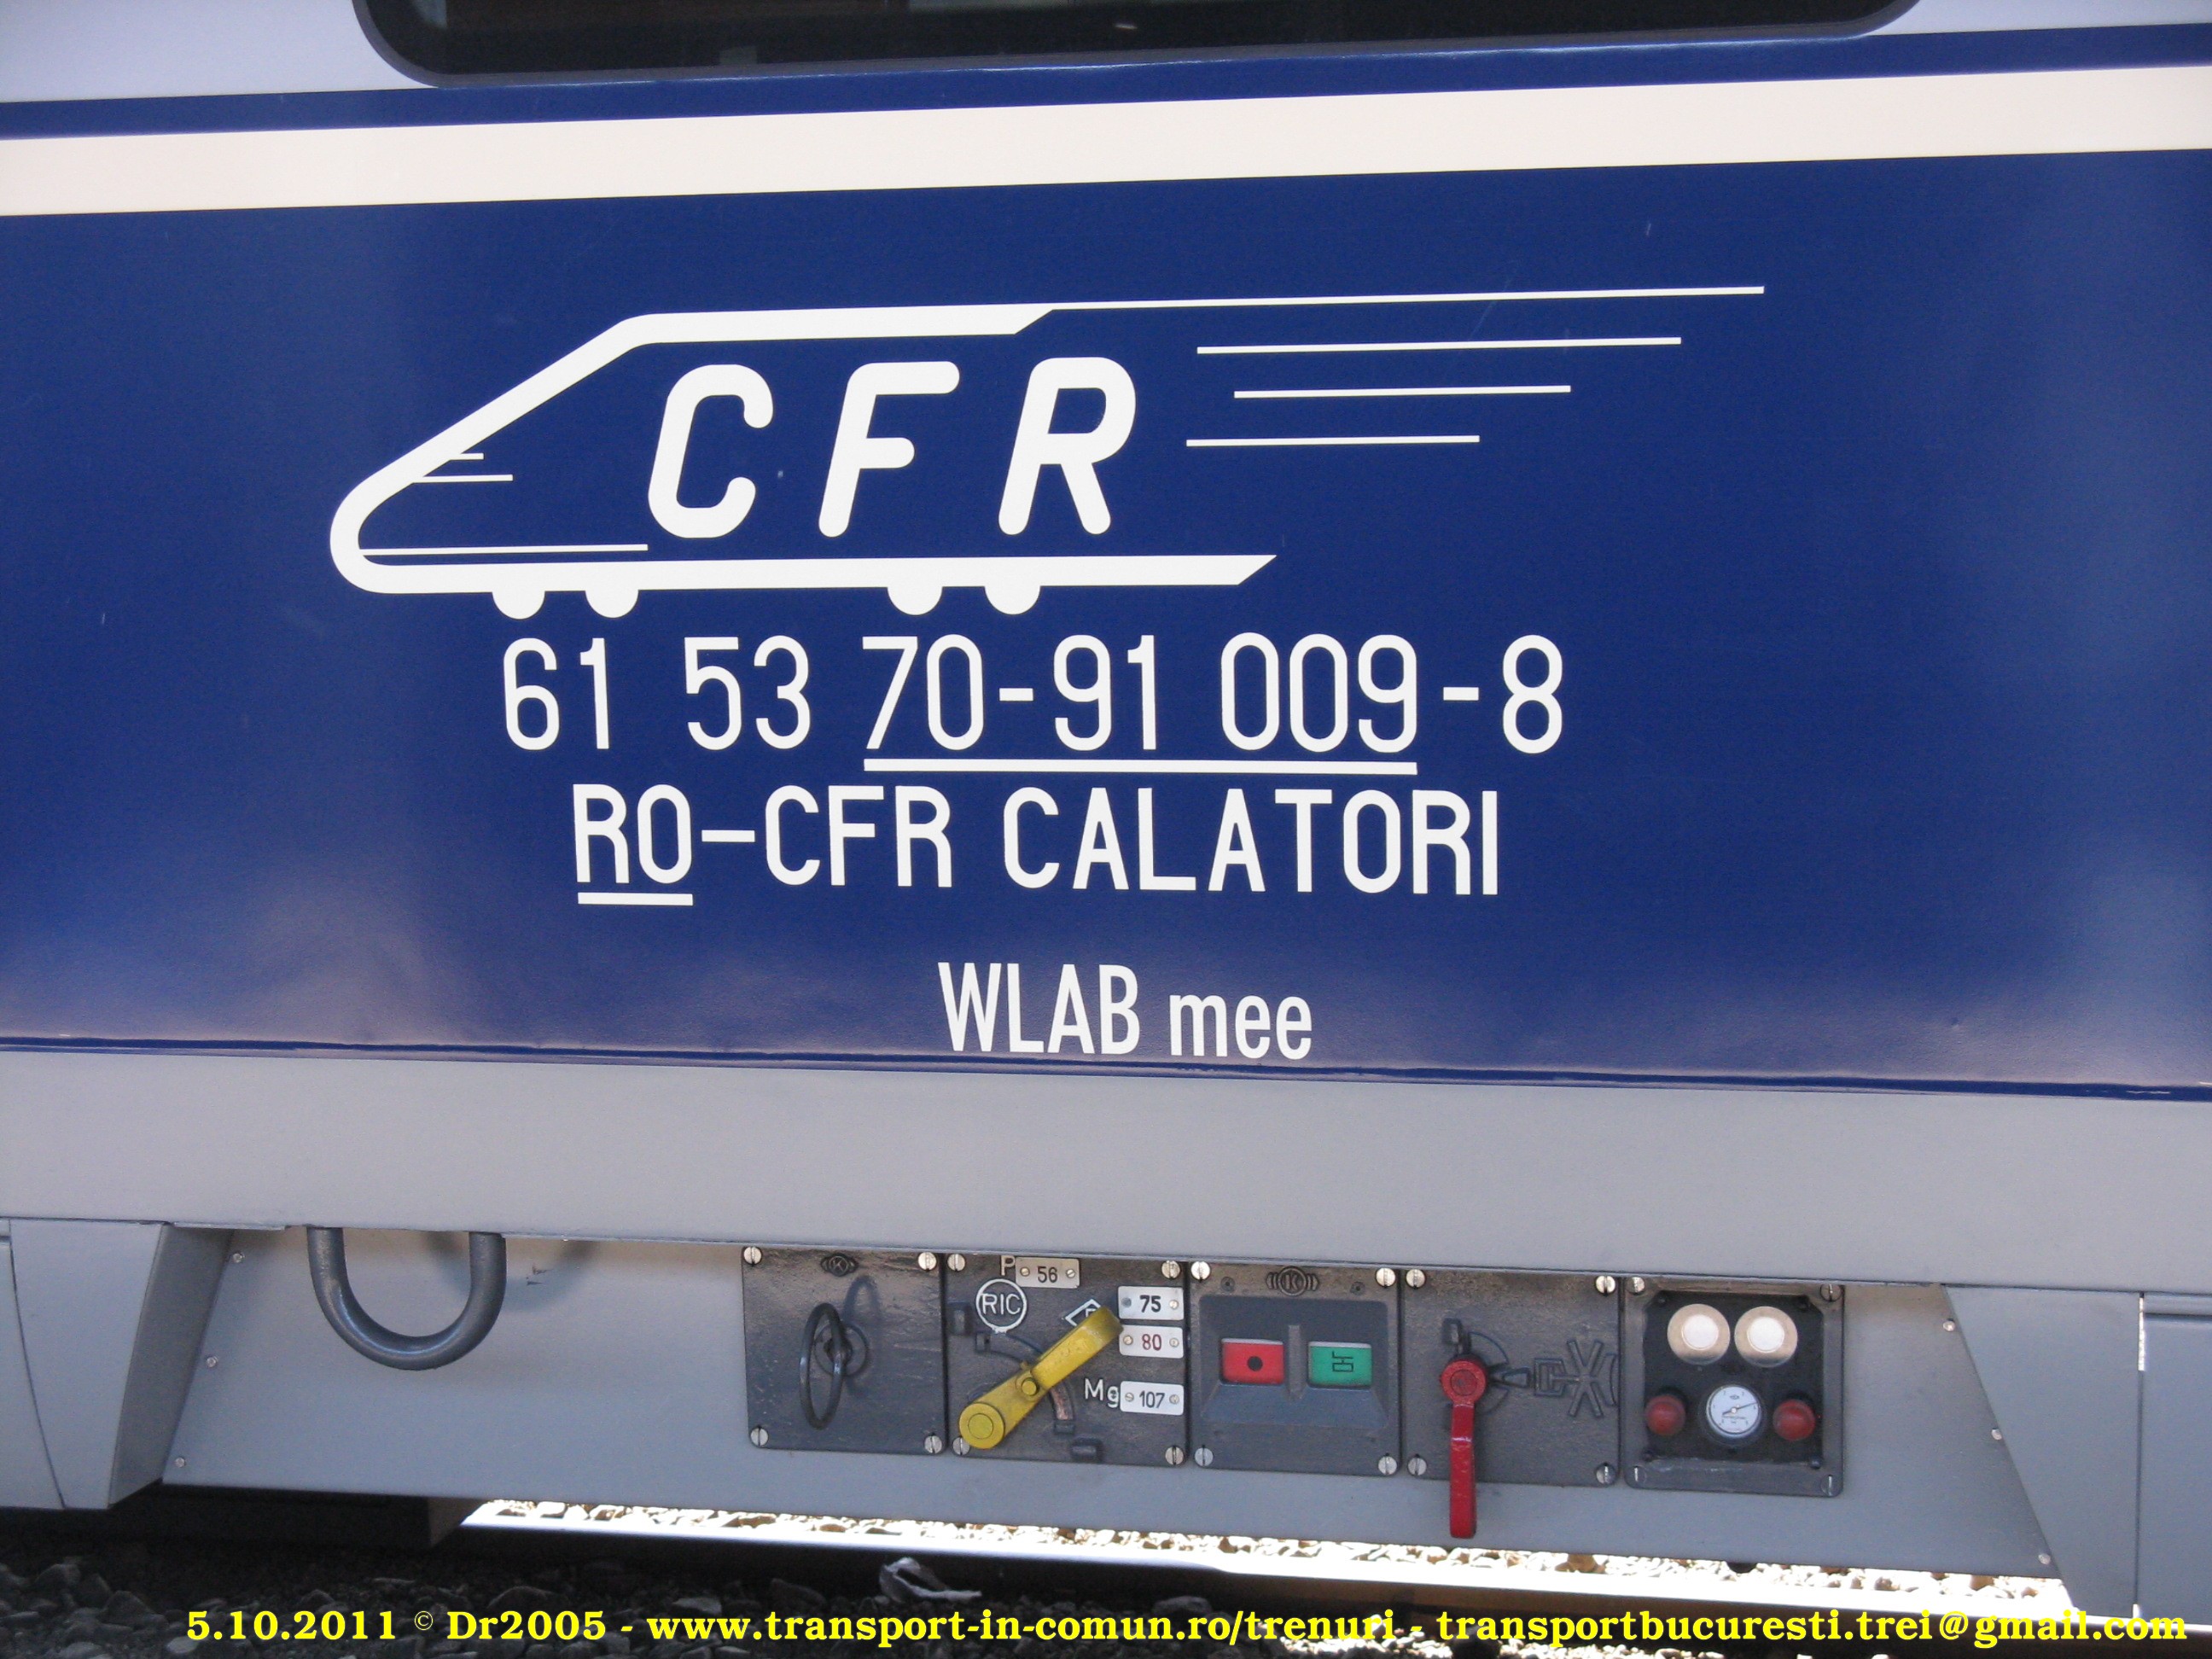 CFR
61 53 70-91 009-8
RO-CFR CALATORI
WLAB mee
P 56
RIC
R 75
80
Mg 107
5.10.2011 © Dr2005 - www.transport-in-comun.ro/trenuri - transportbucuresti.trei@gmail.com